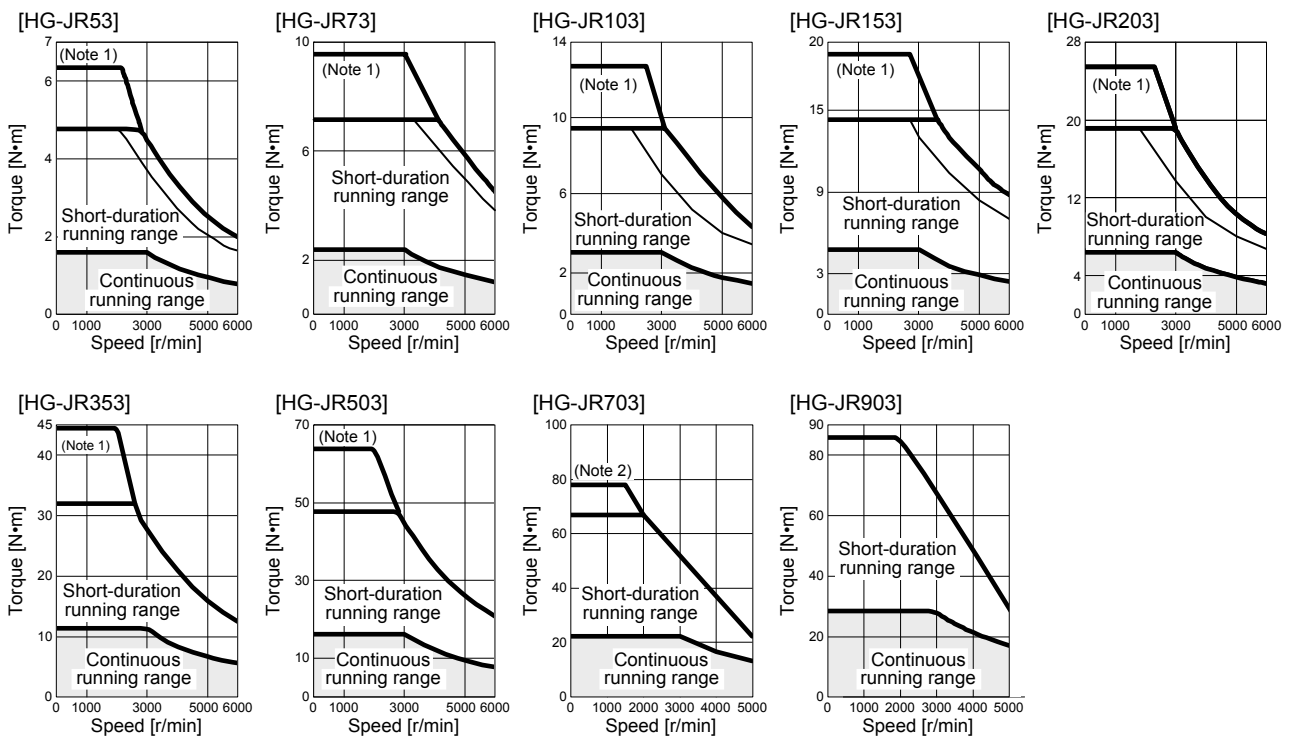 [HG-JR53]
7
6
4
2
0
(Note 1)
Torque [N•m]
Short-duration
running range
Continuous
running range
0 1000 3000 5000 6000
Speed [r/min]
[HG-JR73]
10
6
2
0
(Note 1)
Torque [N•m]
Short-duration
running range
Continuous
running range
0 1000 3000 5000 6000
Speed [r/min]
[HG-JR103]
14
10
6
2
0
(Note 1)
Torque [N•m]
Short-duration
running range
Continuous
running range
0 1000 3000 5000 6000
Speed [r/min]
[HG-JR153]
20
15
9
3
0
(Note 1)
Torque [N•m]
Short-duration
running range
Continuous
running range
0 1000 3000 5000 6000
Speed [r/min]
[HG-JR203]
28
20
12
4
0
(Note 1)
Torque [N•m]
Short-duration
running range
Continuous
running range
0 1000 3000 5000 6000
Speed [r/min]
[HG-JR353]
45
40
30
20
10
0
(Note 1)
Torque [N•m]
Short-duration
running range
Continuous
running range
0 1000 3000 5000 6000
Speed [r/min]
[HG-JR503]
70
50
30
10
0
(Note 1)
Torque [N•m]
Short-duration
running range
Continuous
running range
0 1000 3000 5000 6000
Speed [r/min]
[HG-JR703]
100
80
60
40
20
0
(Note 2)
Torque [N•m]
Short-duration
running range
Continuous
running range
0 1000 2000 3000 4000 5000
Speed [r/min]
[HG-JR903]
90
80
60
40
20
0
Torque [N•m]
Short-duration
running range
Continuous
running range
0 1000 2000 3000 4000 5000
Speed [r/min]